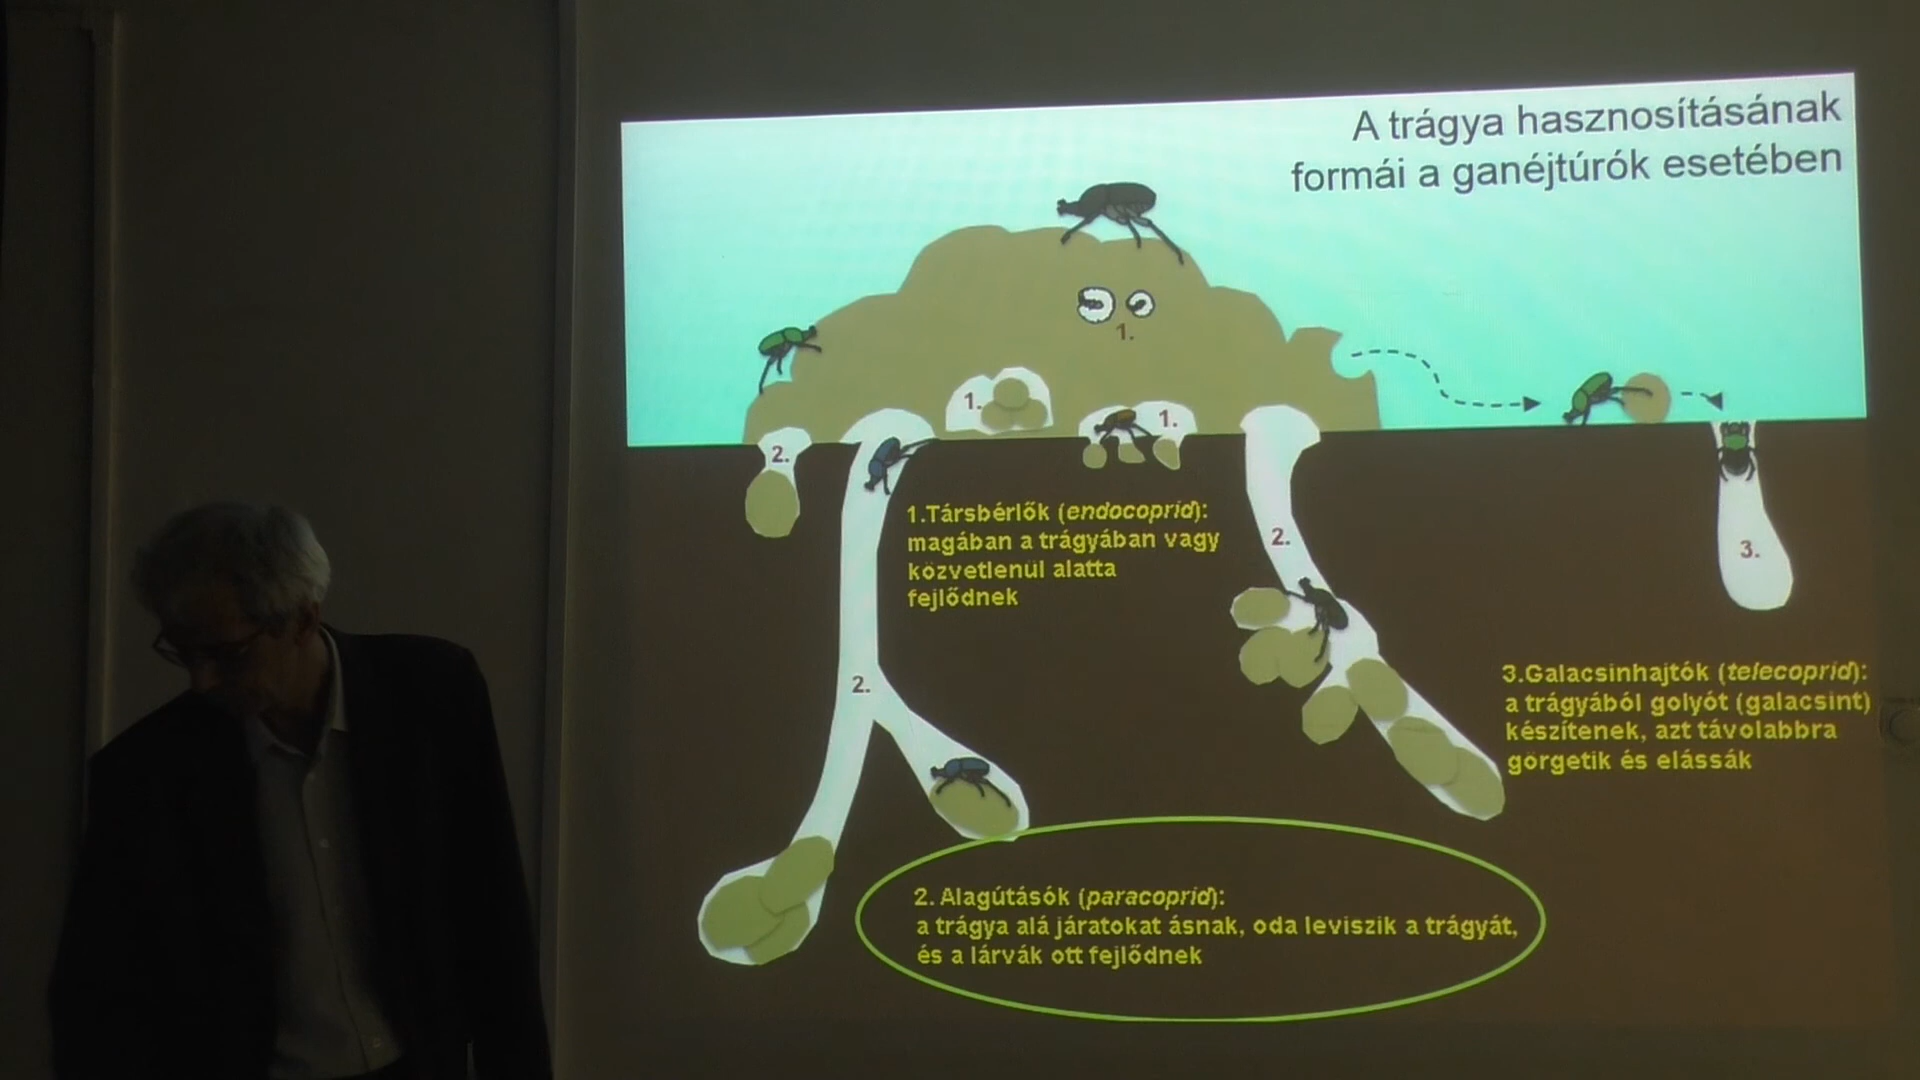 A trágya hasznosításának
formái a ganéjtúrók esetében
1.
1.
1.
2.
2.
2.
3.
1.Társbérlők (endocoprid):
magában a trágyában vagy
közvetlenül alatta
fejlődnek
3.Galacsinhajtók (telecoprid):
a trágyából golyót (galacsint)
készítenek, azt távolabbra
görgetik és elássák
2. Alagútásók (paracoprid):
a trágya alá járatokat ásnak, oda leviszik a trágyát,
és a lárvák ott fejlődnek